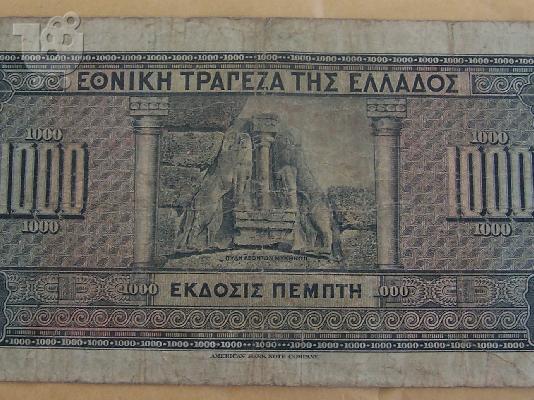 ΕΘΝΙΚΗ ΤΡΑΠΕΖΑ ΤΗΣ ΕΛΛΑΔΟΣ
1000 1000
1000 1000
1000 1000
ΠΥΛΗ ΛΕΟΝΤΩΝ ΜΥΚΗΝΩΝ
1000 ΕΚΔΟΣΙΣ ΠΕΜΠΤΗ 1000
AMERICAN BANK NOTE COMPANY